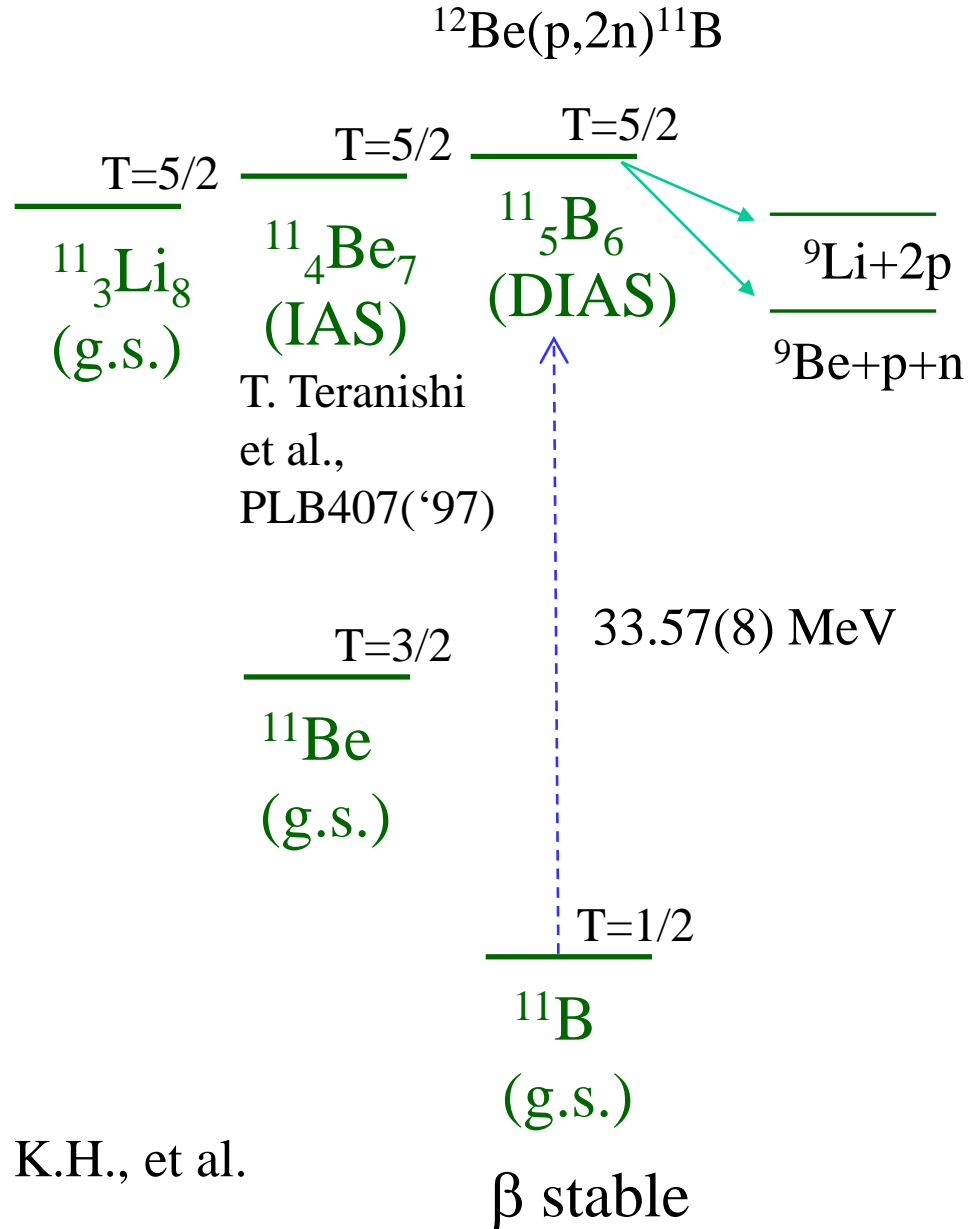 ¹²Be(p,2n)¹¹B
T=5/2
T=5/2
T=5/2
¹¹₃Li₈
(g.s.)
¹¹₄Be₇
(IAS)
T. Teranishi
et al.,
PLB407(‘97)
¹¹₅B₆
(DIAS)
⁹Li+2p
⁹Be+p+n
33.57(8) MeV
T=3/2
¹¹Be
(g.s.)
T=1/2
¹¹B
(g.s.)
K.H., et al.
β stable